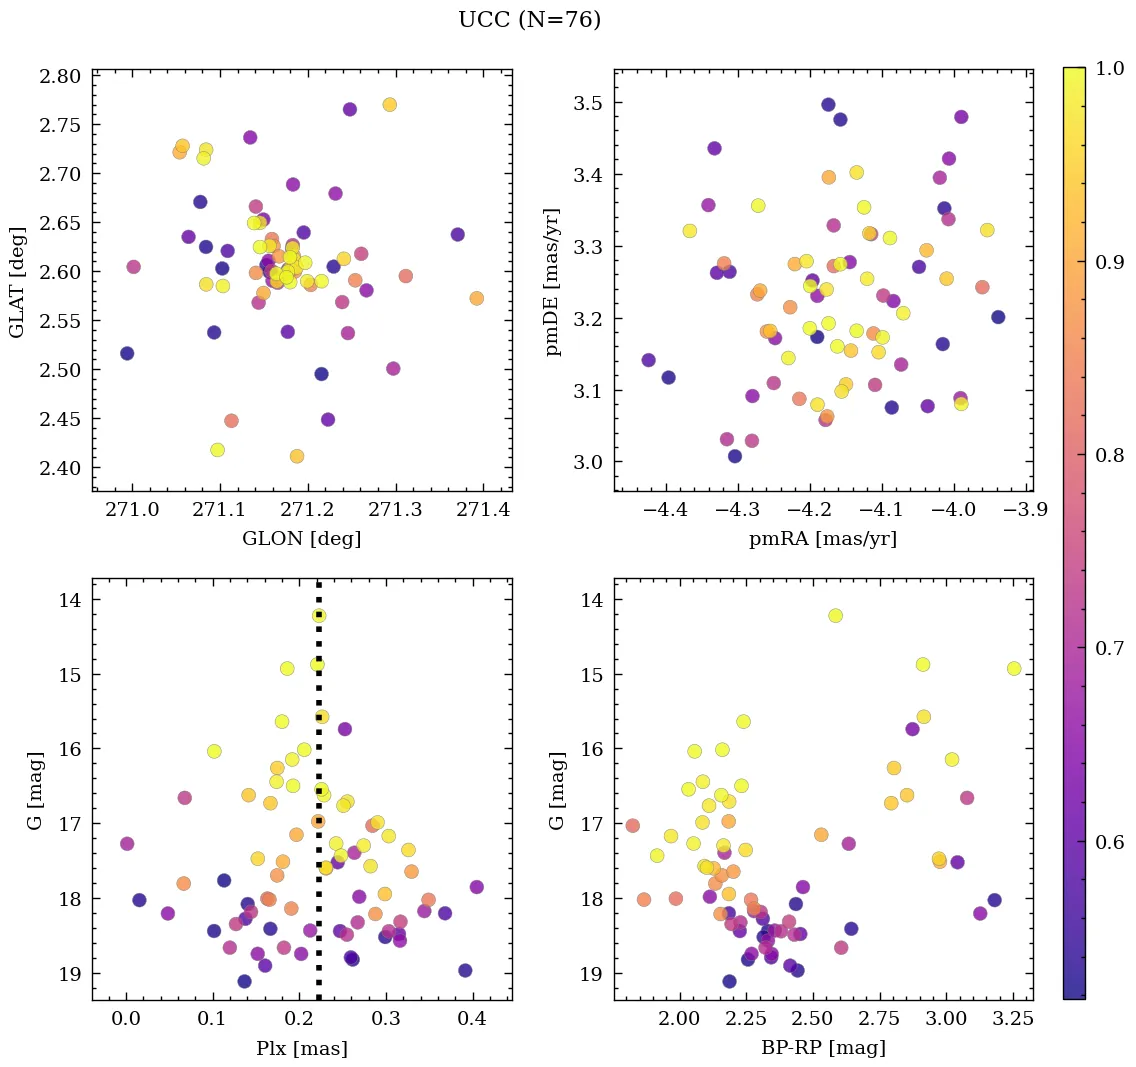 UCC (N=76)
2.80
2.75
2.70
2.65
2.60
2.55
2.50
2.45
2.40
GLAT [deg]
271.0 271.1 271.2 271.3 271.4
GLON [deg]
3.5
3.4
3.3
3.2
3.1
3.0
pmDE [mas/yr]
−4.4 −4.3 −4.2 −4.1 −4.0 −3.9
pmRA [mas/yr]
14
15
16
17
18
19
G [mag]
0.0 0.1 0.2 0.3 0.4
Plx [mas]
14
15
16
17
18
19
G [mag]
2.00 2.25 2.50 2.75 3.00 3.25
BP-RP [mag]
1.0
0.9
0.8
0.7
0.6